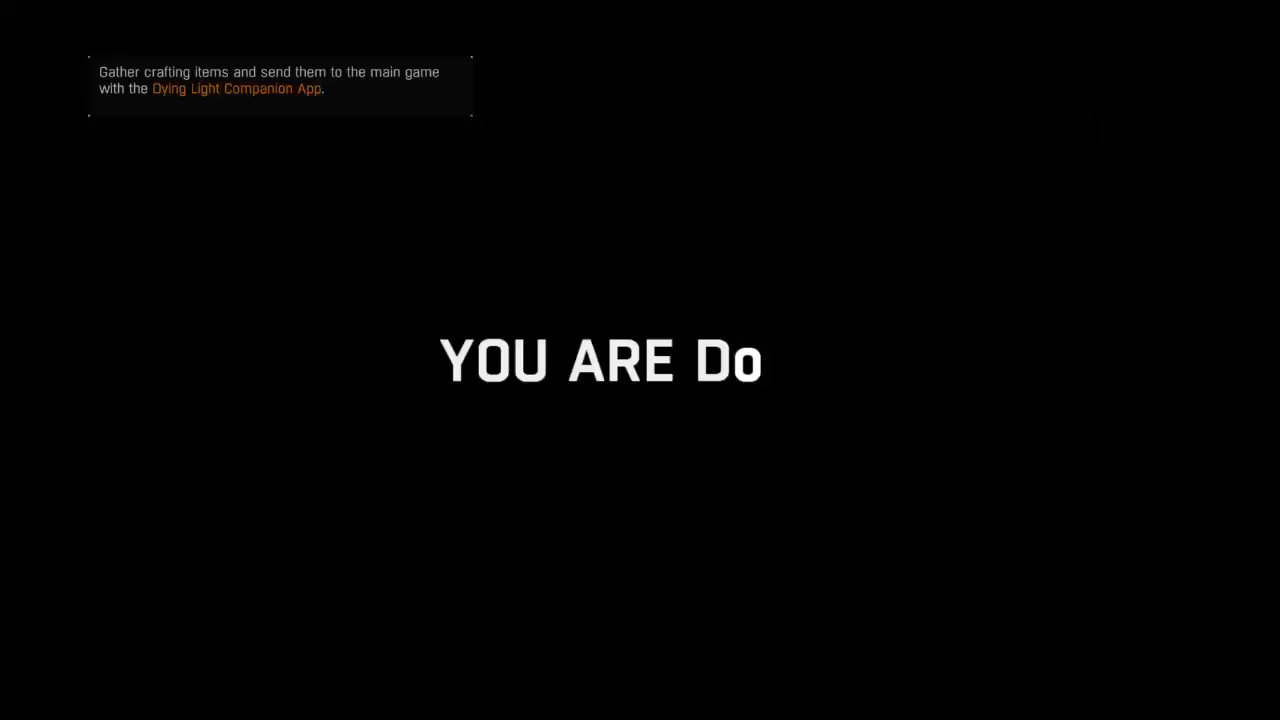 Gather crafting items and send them to the main game
with the Dying Light Companion App.
YOU ARE Do